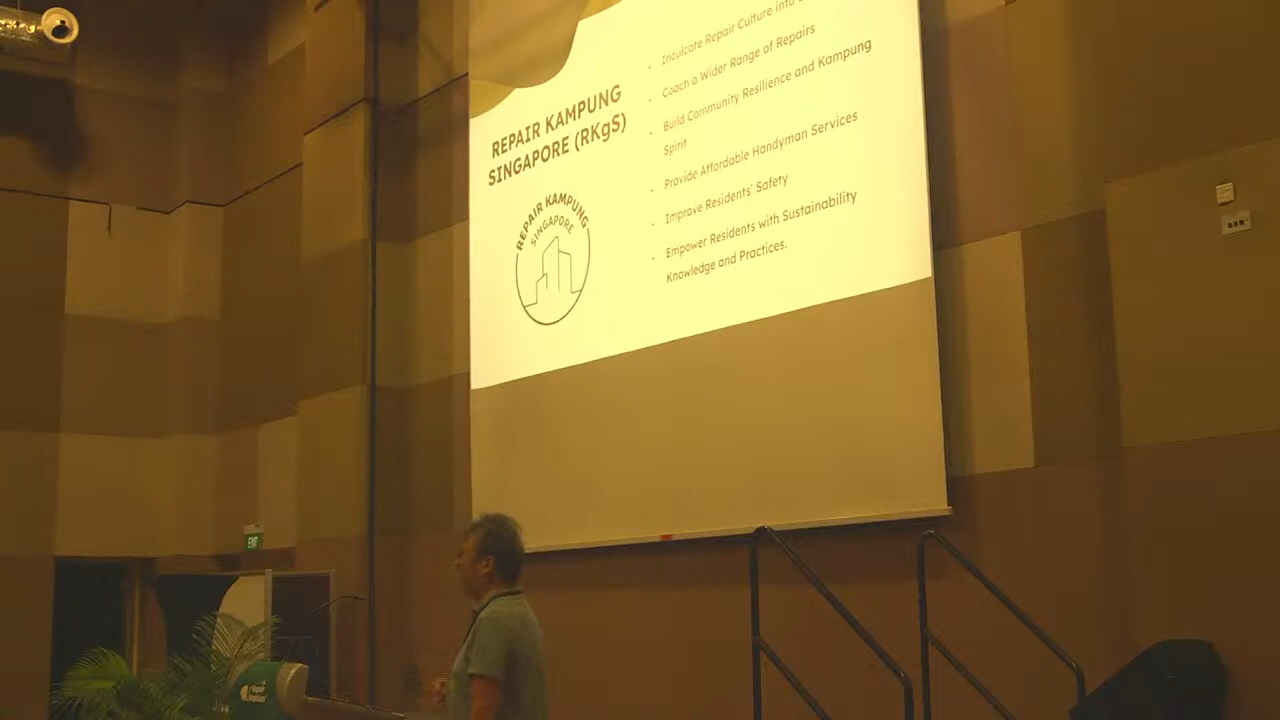 Inculcate Repair Culture into
Coach a Wider Range of Repairs
Build Community Resilience and Kampung
Spirit
Provide Affordable Handyman Services
Improve Residents' Safety
Empower Residents with Sustainability
Knowledge and Practices.
REPAIR KAMPUNG
SINGAPORE (RKgS)
REPAIR KAMPUNG
SINGAPORE
EXIT